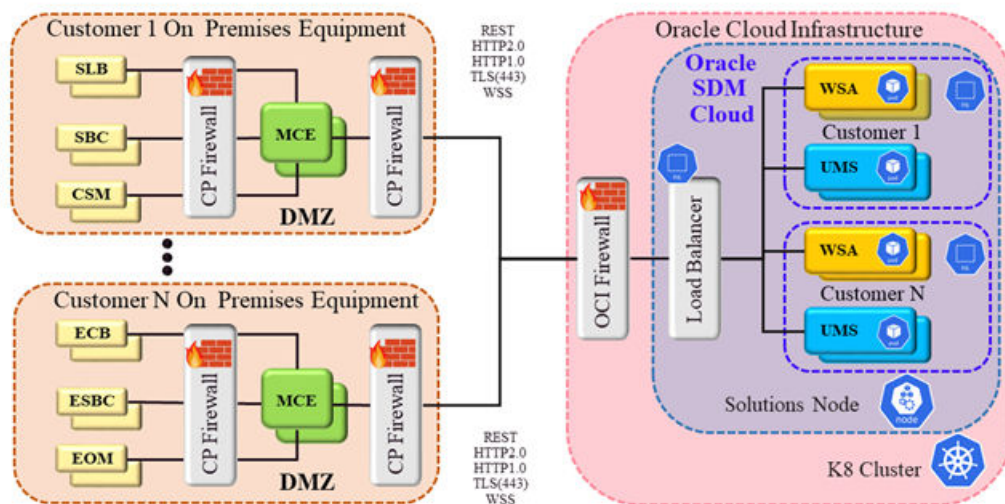 Customer 1 On Premises Equipment
SLB
SBC
CSM
CP Firewall
MCE
DMZ
CP Firewall
REST
HTTP2.0
HTTP1.0
TLS(443)
WSS
Customer N On Premises Equipment
ECB
ESBC
EOM
CP Firewall
MCE
DMZ
CP Firewall
REST
HTTP2.0
HTTP1.0
TLS(443)
WSS
Oracle Cloud Infrastructure
Oracle
SDM
Cloud
OCI Firewall
Load Balancer
WSA
Customer 1
UMS
WSA
Customer N
UMS
Solutions Node
node
K8 Cluster